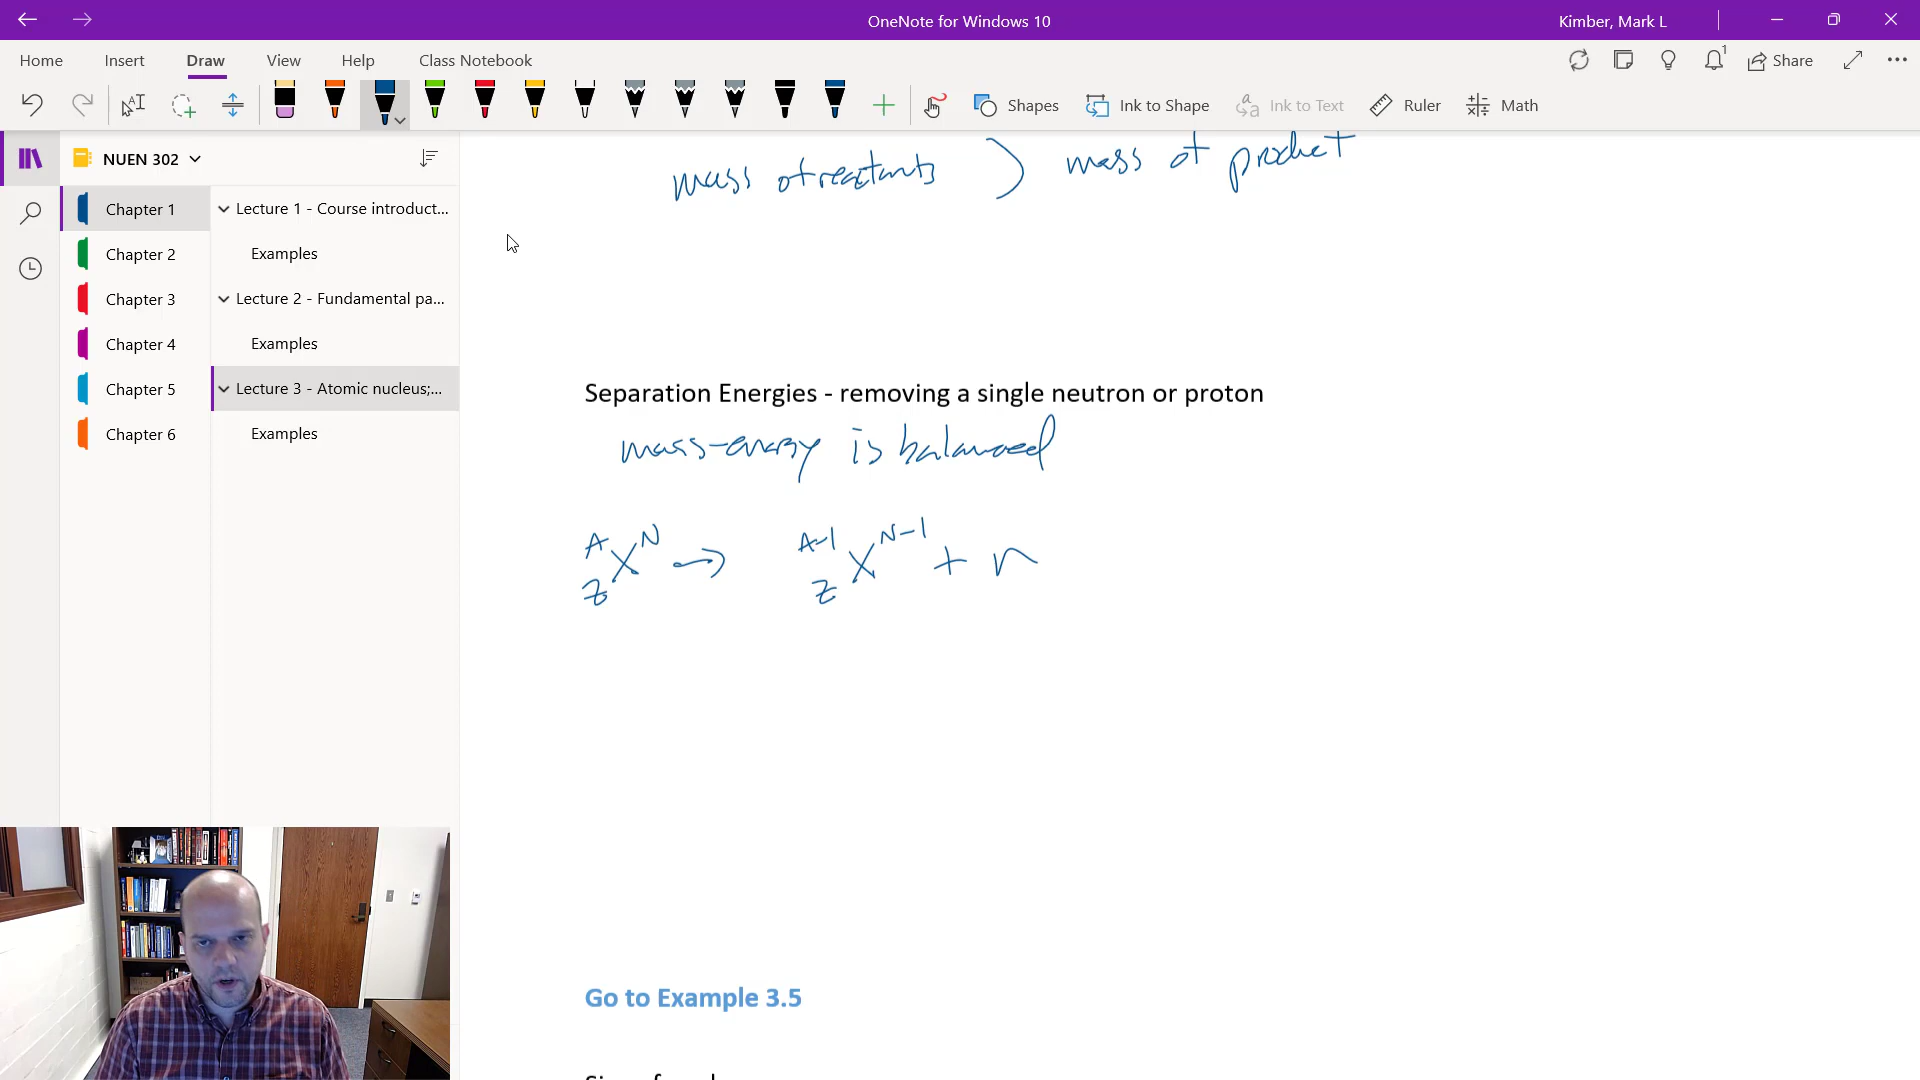 OneNote for Windows 10
Kimber, Mark L
Home Insert Draw View Help Class Notebook
1
Share
Shapes Ink to Shape Ink to Text Ruler Math
NUEN 302
Chapter 1
Chapter 2
Chapter 3
Chapter 4
Chapter 5
Chapter 6
Lecture 1 - Course introduct...
Examples
Lecture 2 - Fundamental pa...
Examples
Lecture 3 - Atomic nucleus;...
Examples
mass of reactants ) mass of product
Separation Energies - removing a single neutron or proton
mass-energy is balanced
A X N → A-1 X N-1 + n
Z Z
Go to Example 3.5